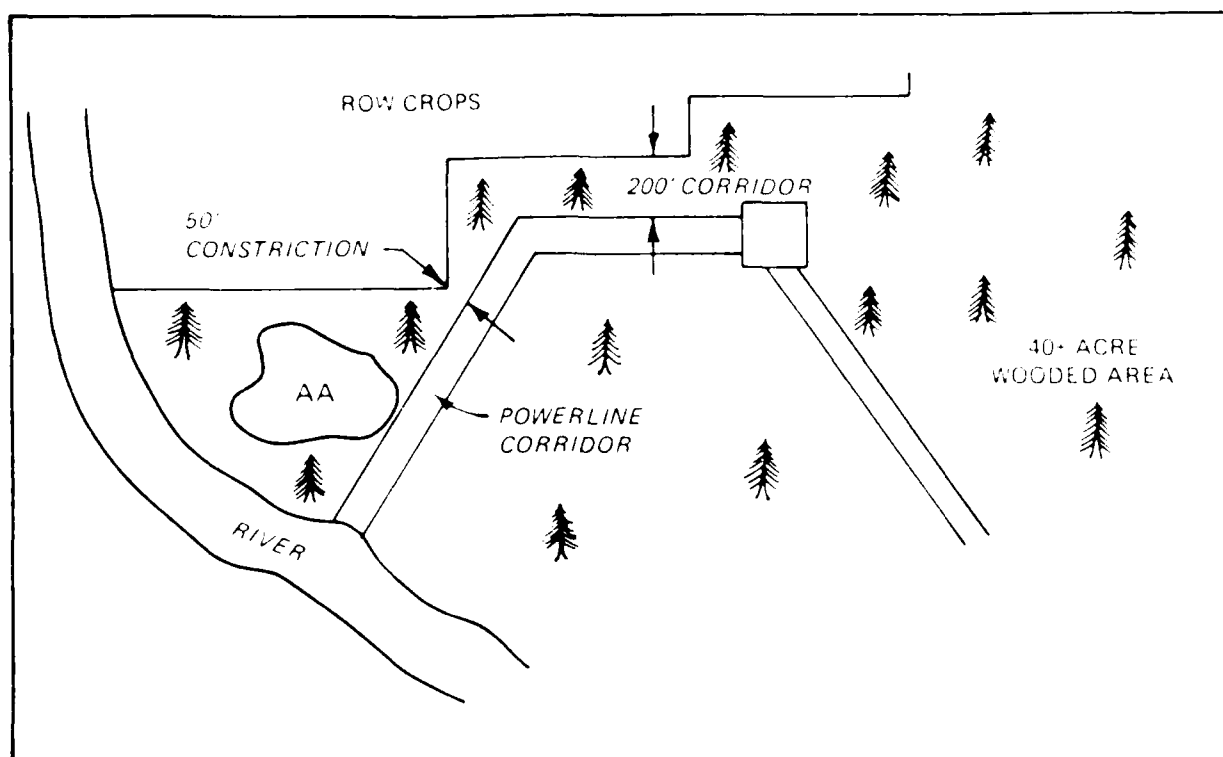 ROW CROPS
200' CORRIDOR
50'
CONSTRICTION
40+ ACRE
WOODED AREA
AA
POWERLINE
CORRIDOR
RIVER